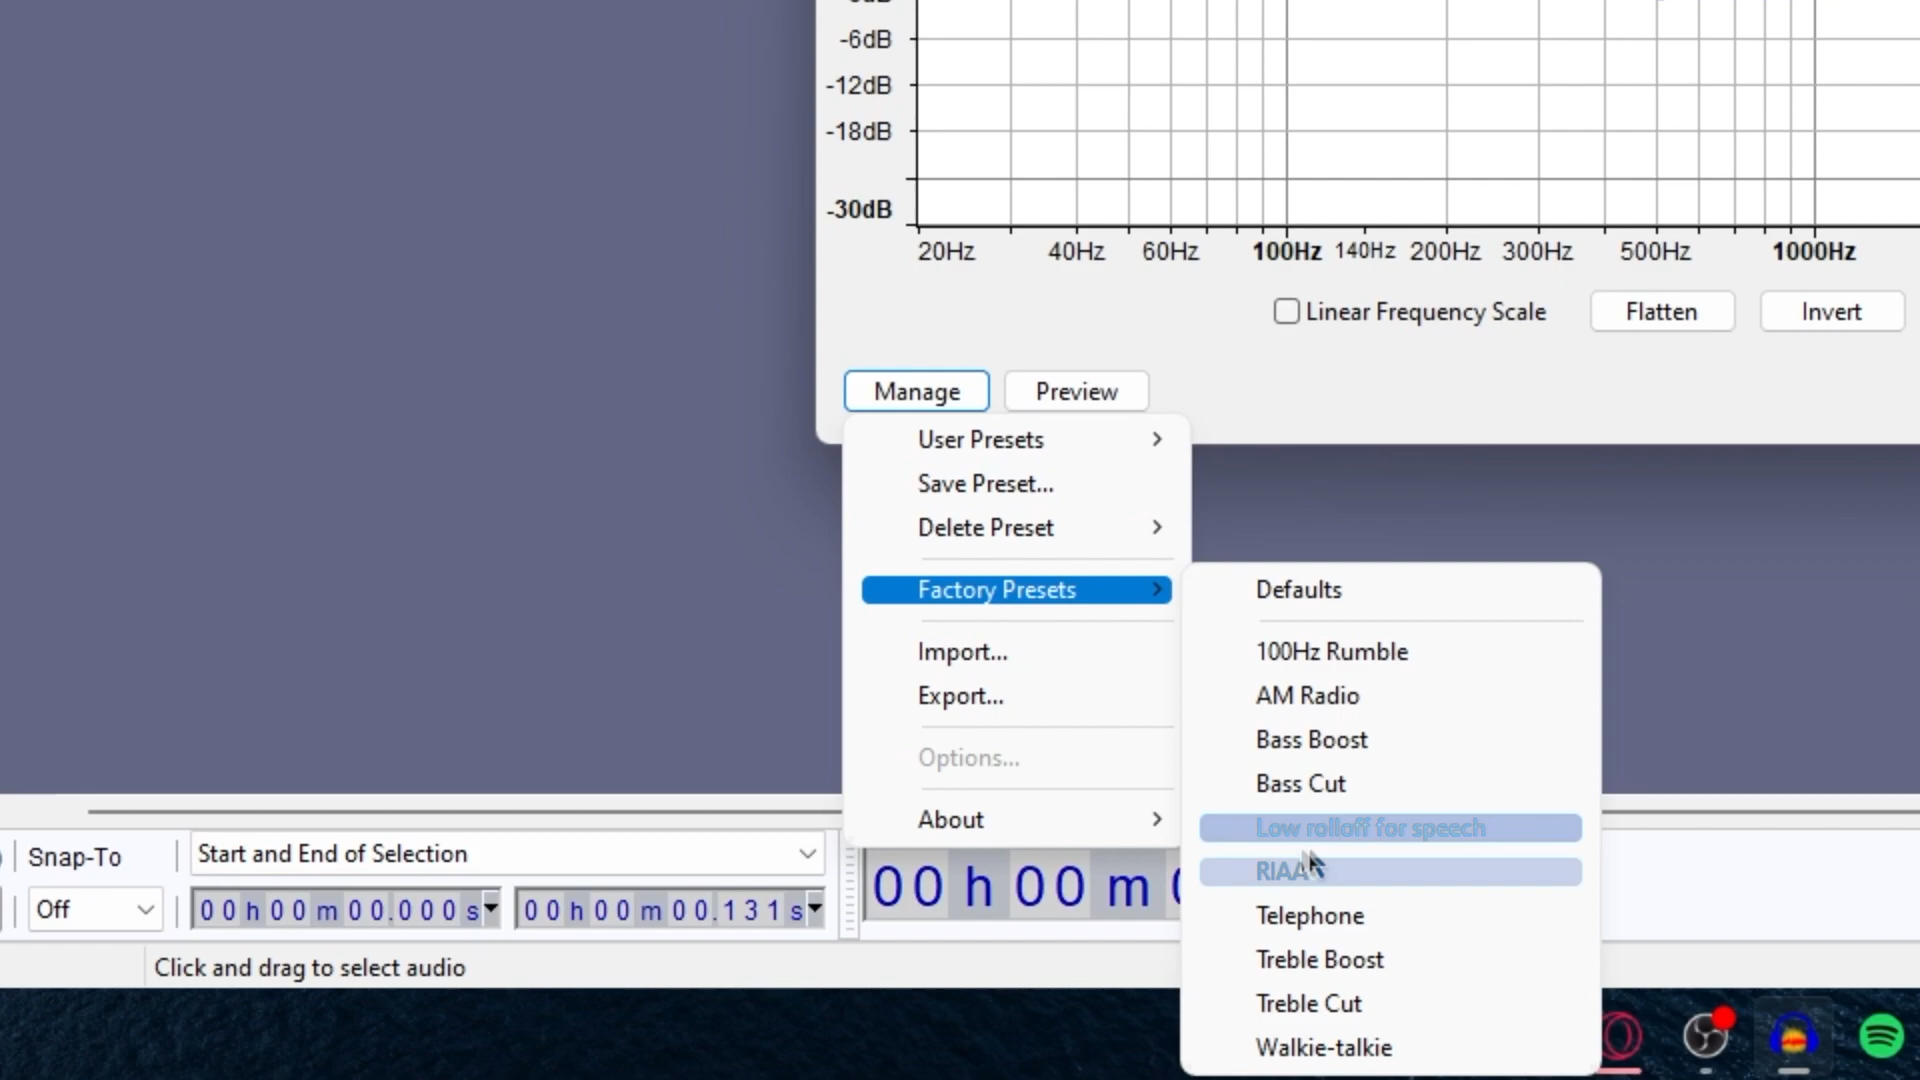 -6dB
-12dB
-18dB
-30dB
20Hz 40Hz 60Hz 100Hz 140Hz 200Hz 300Hz 500Hz 1000Hz
Linear Frequency Scale Flatten Invert
Manage Preview
User Presets
Save Preset...
Delete Preset
Factory Presets
Import...
Export...
Options...
About
Defaults
100Hz Rumble
AM Radio
Bass Boost
Bass Cut
Low rolloff for speech
RIAA
Telephone
Treble Boost
Treble Cut
Walkie-talkie
Snap-To Start and End of Selection
Off 00h00m00.000s 00h00m00.131s 00h00m
Click and drag to select audio